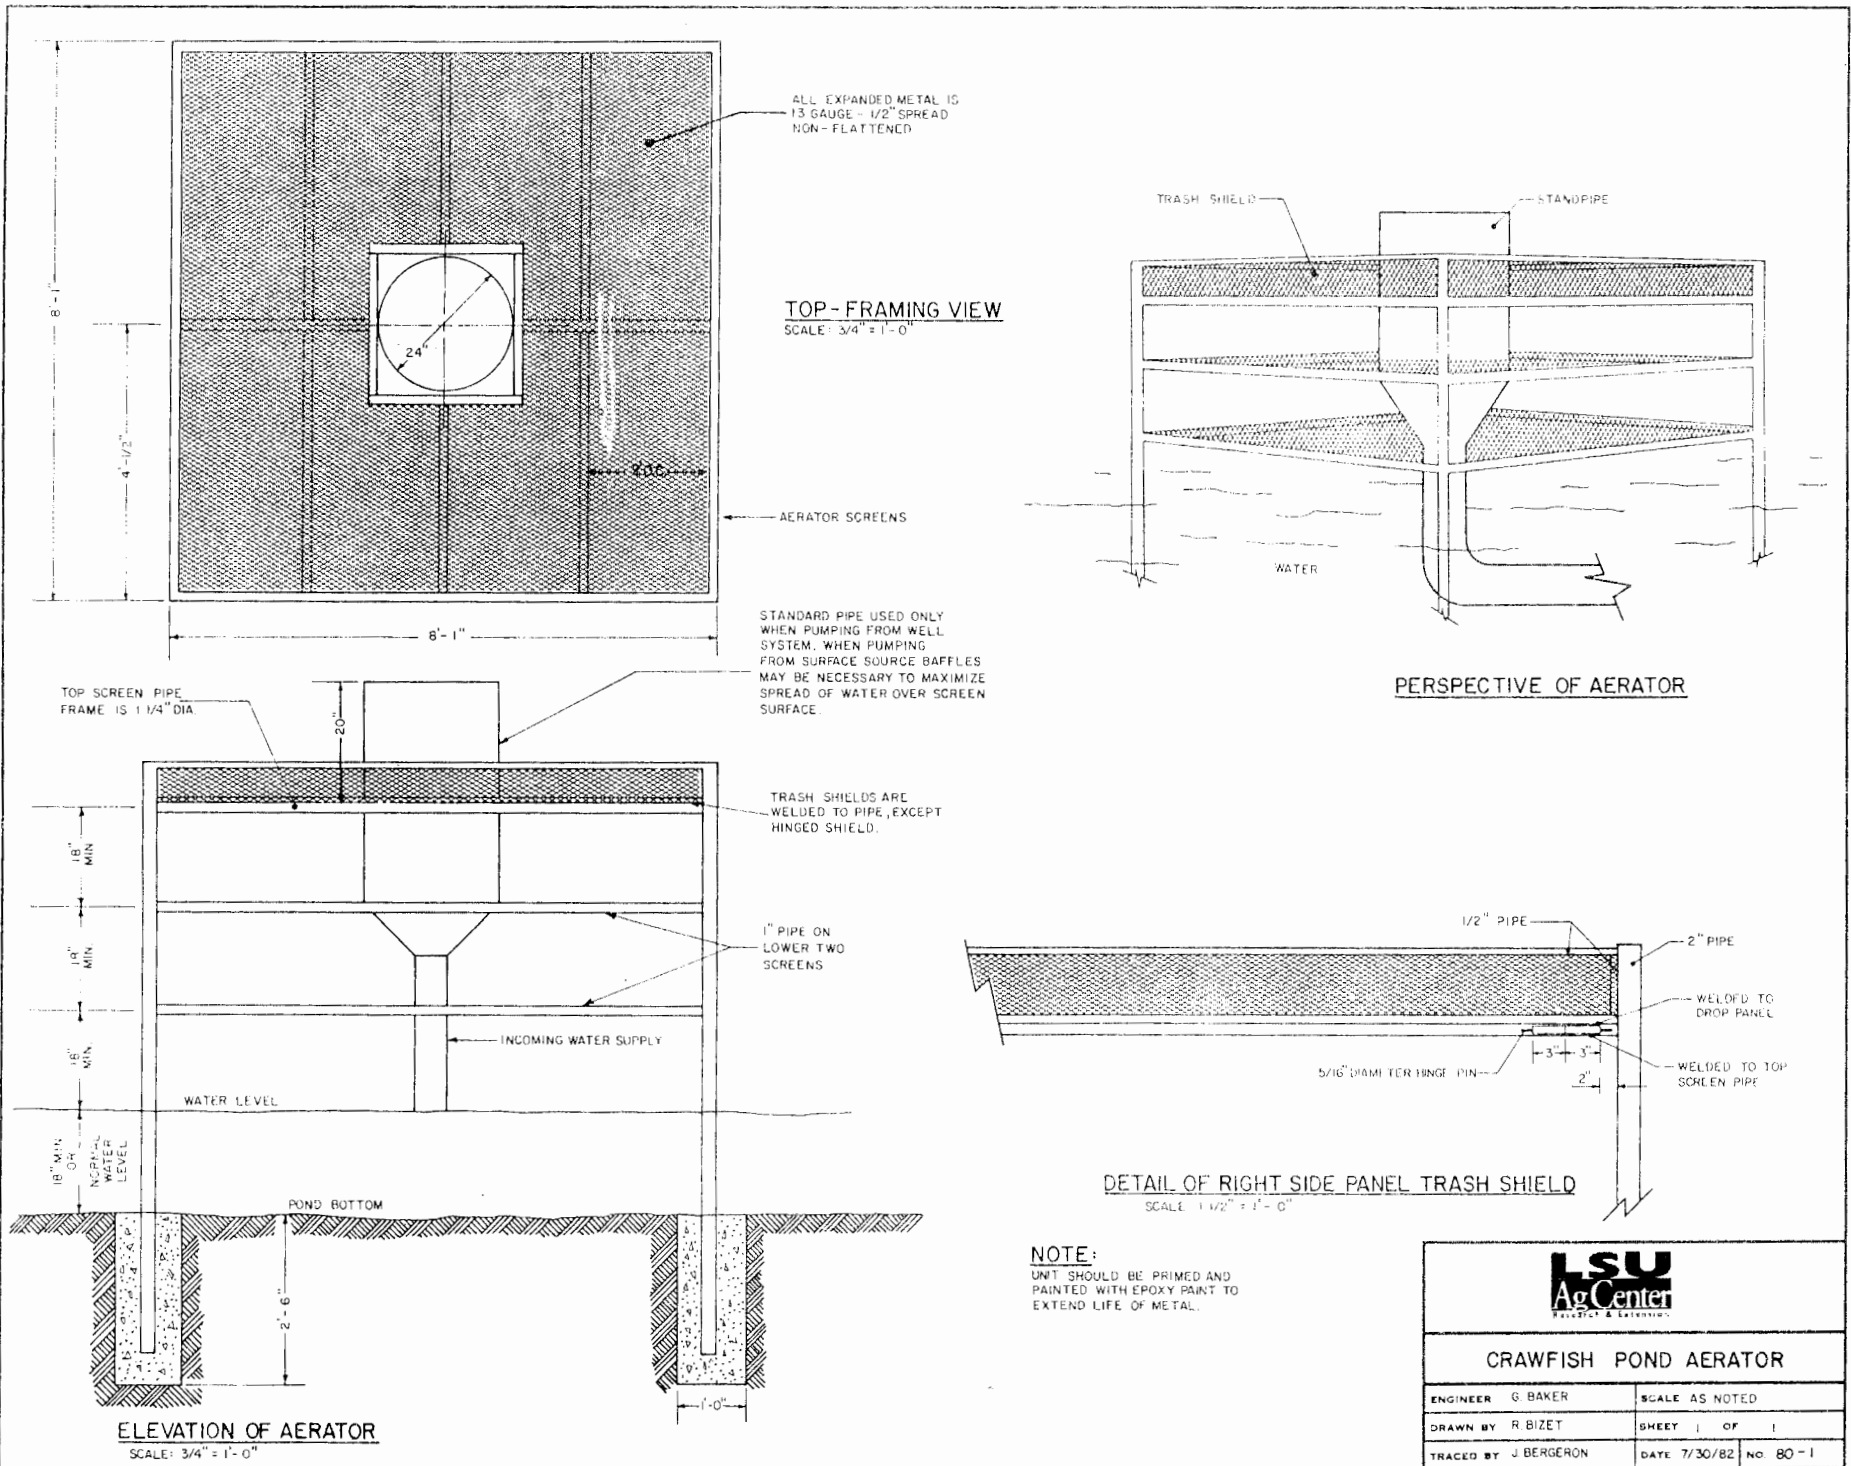 ALL EXPANDED METAL IS
13 GAUGE - 1/2" SPREAD
NON-FLATTENED
8'-1"
4'-1/2"
24"
2'O.C.
TOP-FRAMING VIEW
SCALE: 3/4" = 1'-0"
AERATOR SCREENS
8'-1"
TRASH SHIELD
STANDPIPE
WATER
PERSPECTIVE OF AERATOR
STANDARD PIPE USED ONLY
WHEN PUMPING FROM WELL
SYSTEM. WHEN PUMPING
FROM SURFACE SOURCE BAFFLES
MAY BE NECESSARY TO MAXIMIZE
SPREAD OF WATER OVER SCREEN
SURFACE.
TOP SCREEN PIPE
FRAME IS 1 1/4" DIA.
20"
TRASH SHIELDS ARE
WELDED TO PIPE, EXCEPT
HINGED SHIELD.
18"
MIN
1" PIPE ON
LOWER TWO
SCREENS
18"
MIN.
INCOMING WATER SUPPLY
18"
MIN.
WATER LEVEL
18" MIN
OR
NORMAL
WATER
LEVEL
POND BOTTOM
2'-6"
1'-0"
ELEVATION OF AERATOR
SCALE: 3/4" = 1'-0"
1/2" PIPE
2" PIPE
WELDED TO
DROP PANEL
3"
3"
5/16" DIAMETER HINGE PIN
2"
WELDED TO TOP
SCREEN PIPE
DETAIL OF RIGHT SIDE PANEL TRASH SHIELD
SCALE 1 1/2" = 1'-0"
NOTE:
UNIT SHOULD BE PRIMED AND
PAINTED WITH EPOXY PAINT TO
EXTEND LIFE OF METAL.
LSU
AgCenter
Research & Extension
CRAWFISH POND AERATOR
ENGINEER G. BAKER
SCALE AS NOTED
DRAWN BY R. BIZET
SHEET 1 OF 1
TRACED BY J. BERGERON
DATE 7/30/82
NO. 80-1